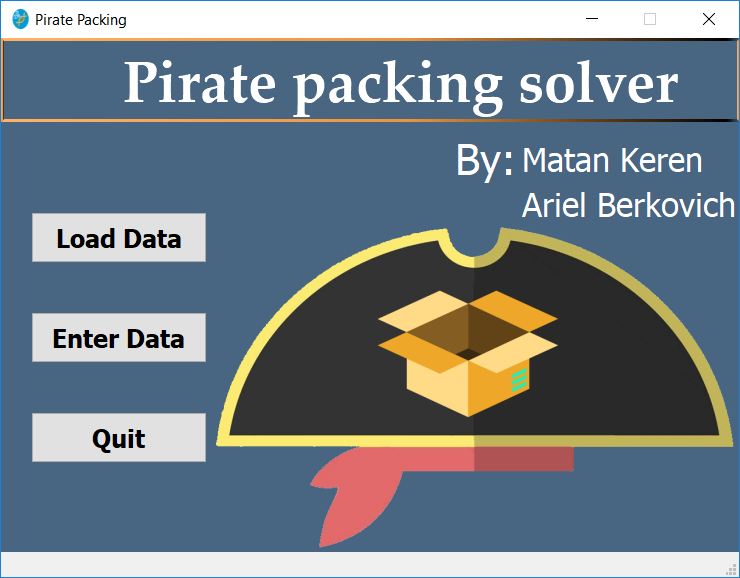 Pirate Packing
Pirate packing solver
By: Matan Keren
Ariel Berkovich
Load Data
Enter Data
Quit